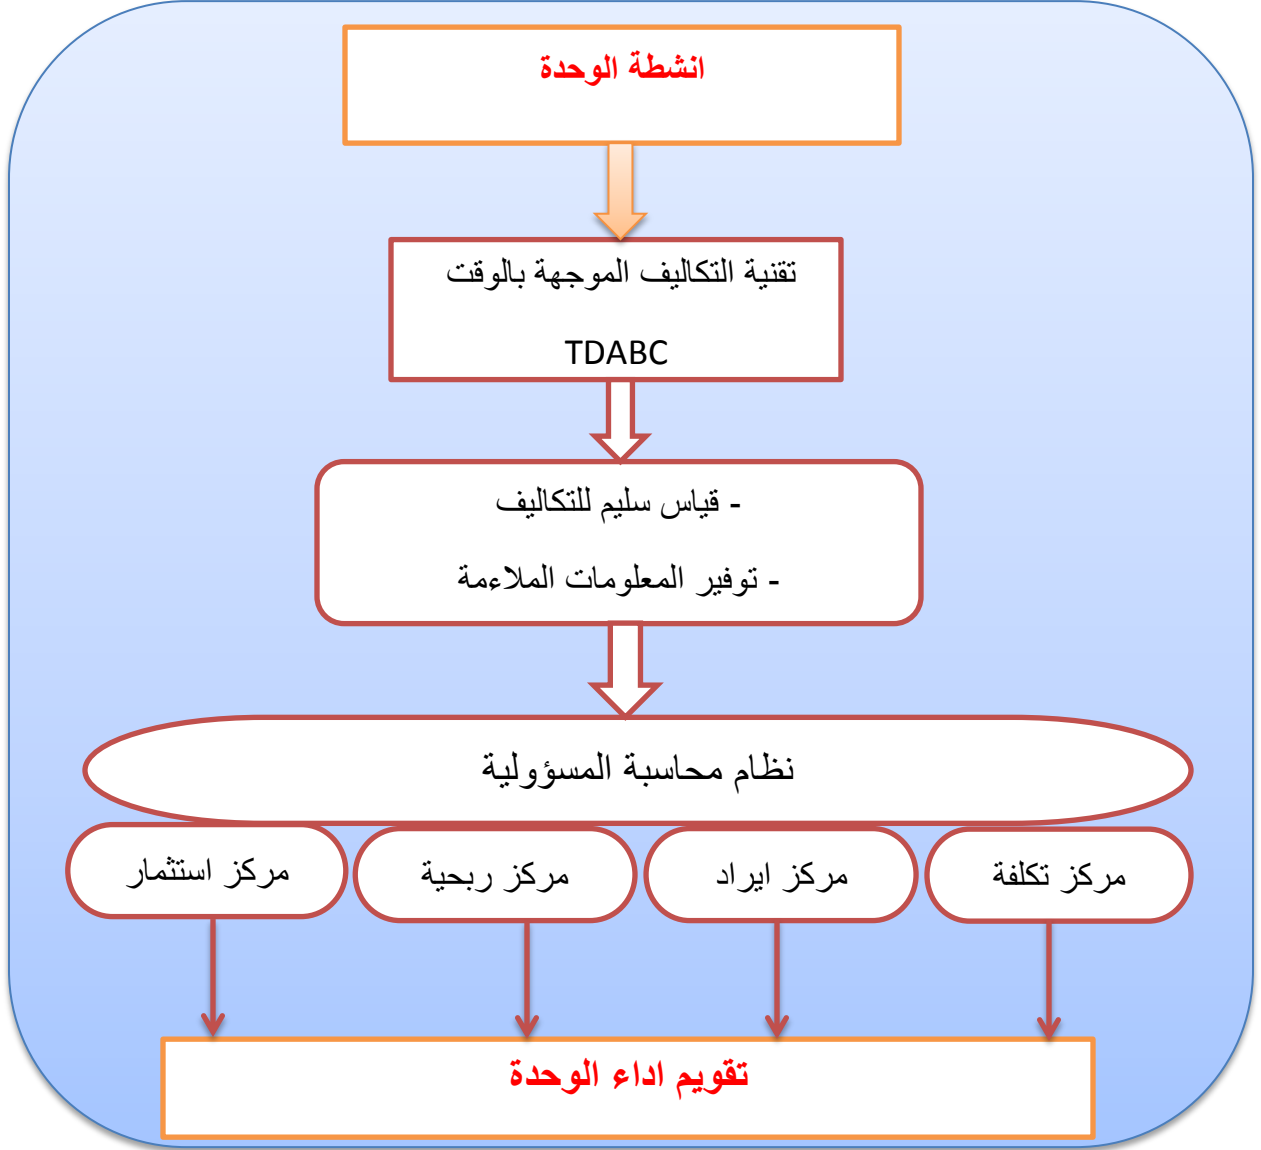 انشطة الوحدة
تقنية التكاليف الموجهة بالوقت
TDABC
- قياس سليم للتكاليف
- توفير المعلومات الملاءمة
نظام محاسبة المسؤولية
مركز تكلفة
مركز ايراد
مركز ربحية
مركز استثمار
تقويم اداء الوحدة